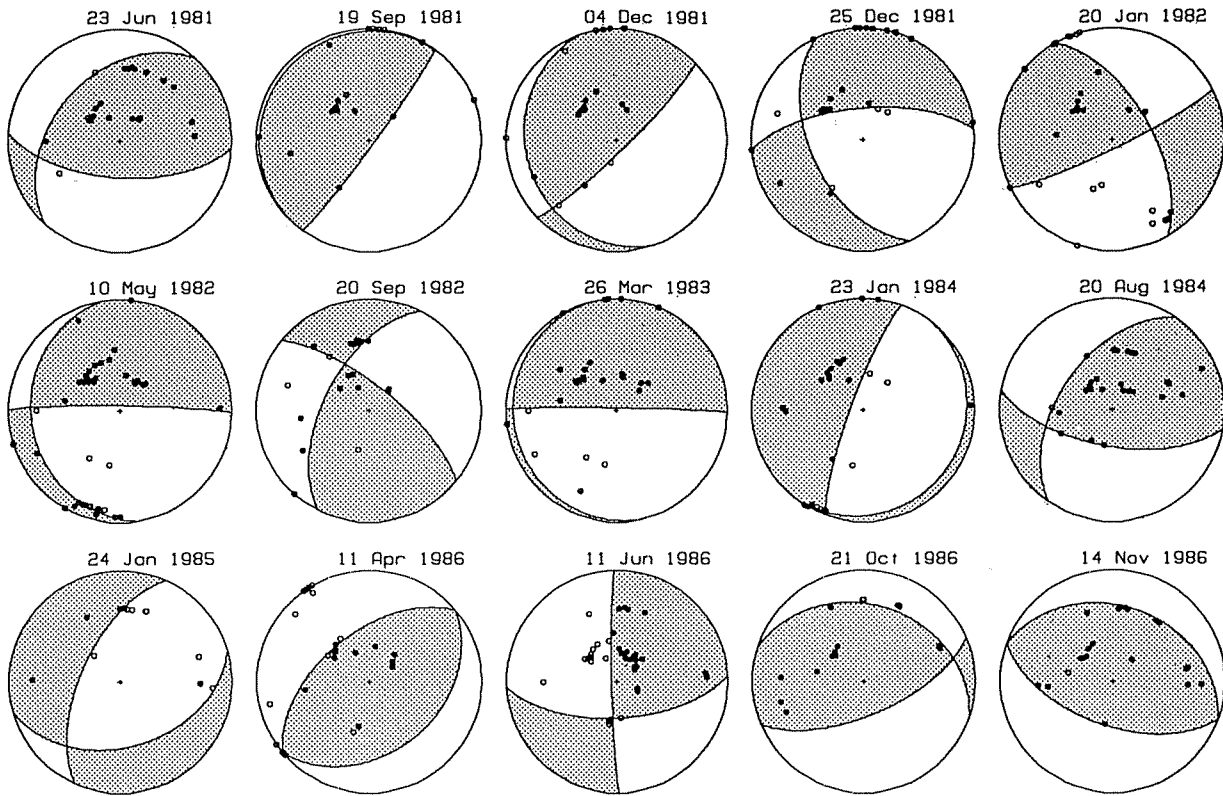 23 Jun 1981
19 Sep 1981
04 Dec 1981
25 Dec 1981
20 Jan 1982
10 May 1982
20 Sep 1982
26 Mar 1983
23 Jan 1984
20 Aug 1984
24 Jan 1985
11 Apr 1986
11 Jun 1986
21 Oct 1986
14 Nov 1986